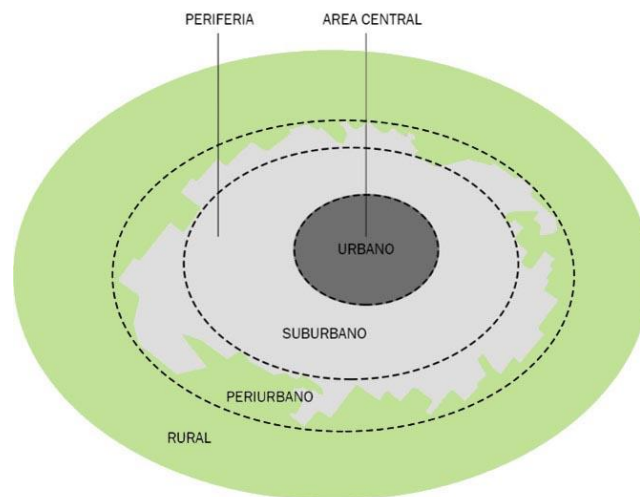 PERIFERIA
AREA CENTRAL
URBANO
SUBURBANO
PERIURBANO
RURAL